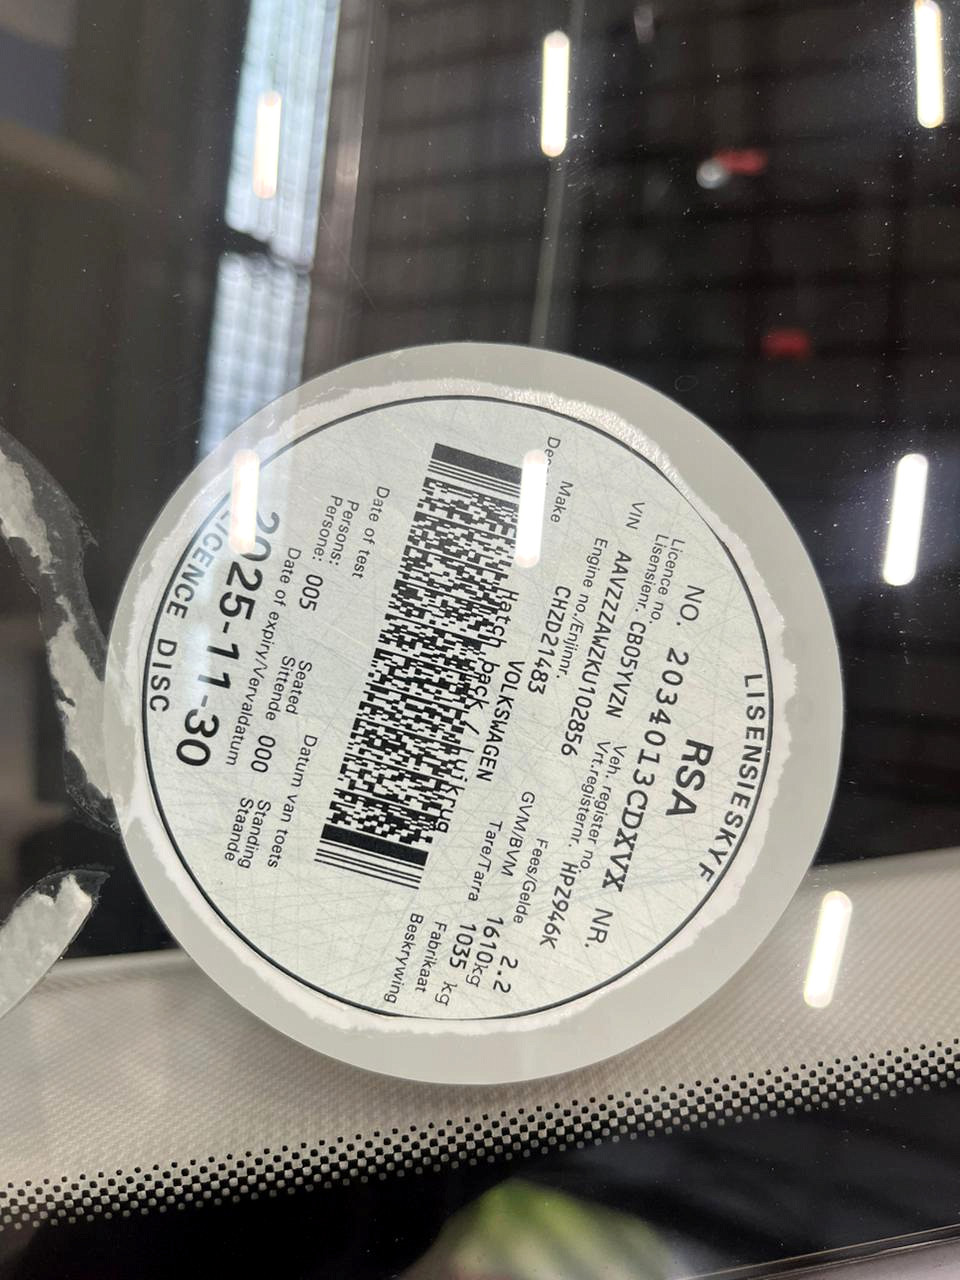 LISENSIESKYF
RSA
NO. 2034013CDXVX NR.
Licence no.
Lisensienr. CB05YVZN
Veh. register no.
Vrt.registernr. HPZ946K
VIN AAVZZZAWZKU102856
Engine no./Enjinnr.
CHZD21483
Fees/Gelde 2.2
GVM/BVM 1610kg
Make VOLKSWAGEN Tare/Tarra 1035 kg
Fabrikaat
Hatch back / Luikrug Beskrywing
Date of test Datum van toets
Persons:
Persone: 005
Seated
Sittende 000
Standing
Staande
Date of expiry/Vervaldatum
2025-11-30
LICENCE DISC